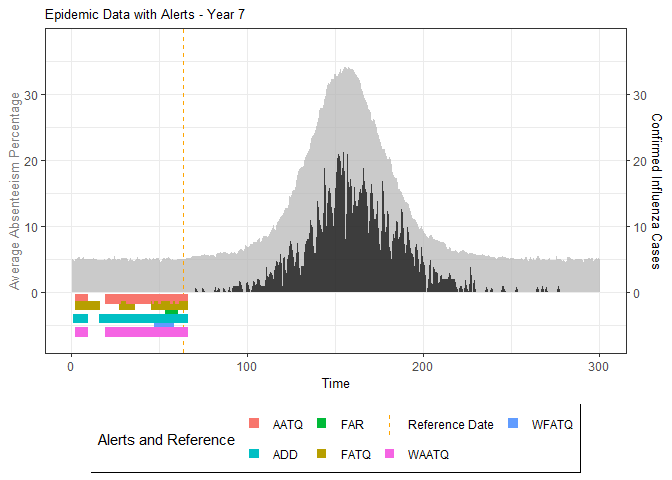 Epidemic Data with Alerts - Year 7
Average Absenteeism Percentage
30
20
10
0
30
20
10
0
Confirmed Influenza Cases
0
100
200
300
Time
Alerts and Reference
AATQ
FAR
Reference Date
WFATQ
ADD
FATQ
WAATQ